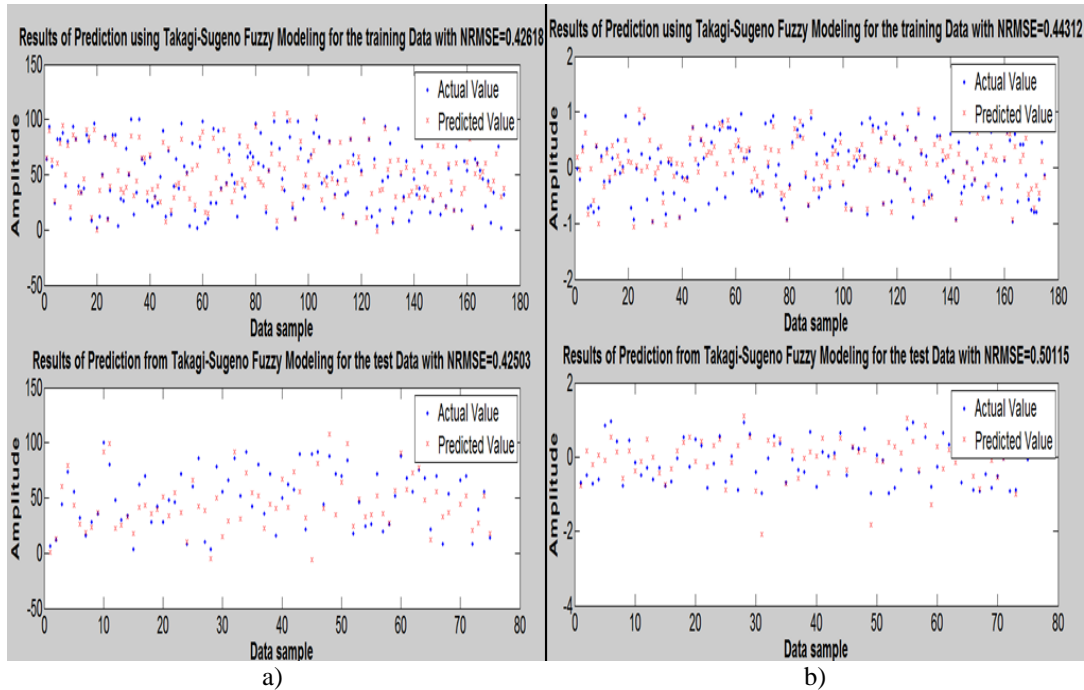 Results of Prediction using Takagi-Sugeno Fuzzy Modeling for the training Data with NRMSE=0.42618
150
100
50
0
-50
Amplitude
Actual Value
Predicted Value
0 20 40 60 80 100 120 140 160 180
Data sample
Results of Prediction from Takagi-Sugeno Fuzzy Modeling for the test Data with NRMSE=0.42503
150
100
50
0
-50
Amplitude
Actual Value
Predicted Value
0 10 20 30 40 50 60 70 80
Data sample
a)
Results of Prediction using Takagi-Sugeno Fuzzy Modeling for the training Data with NRMSE=0.44312
2
1
0
-1
-2
Amplitude
Actual Value
Predicted Value
0 20 40 60 80 100 120 140 160 180
Data sample
Results of Prediction from Takagi-Sugeno Fuzzy Modeling for the test Data with NRMSE=0.50115
2
0
-2
-4
Amplitude
Actual Value
Predicted Value
0 10 20 30 40 50 60 70 80
Data sample
b)